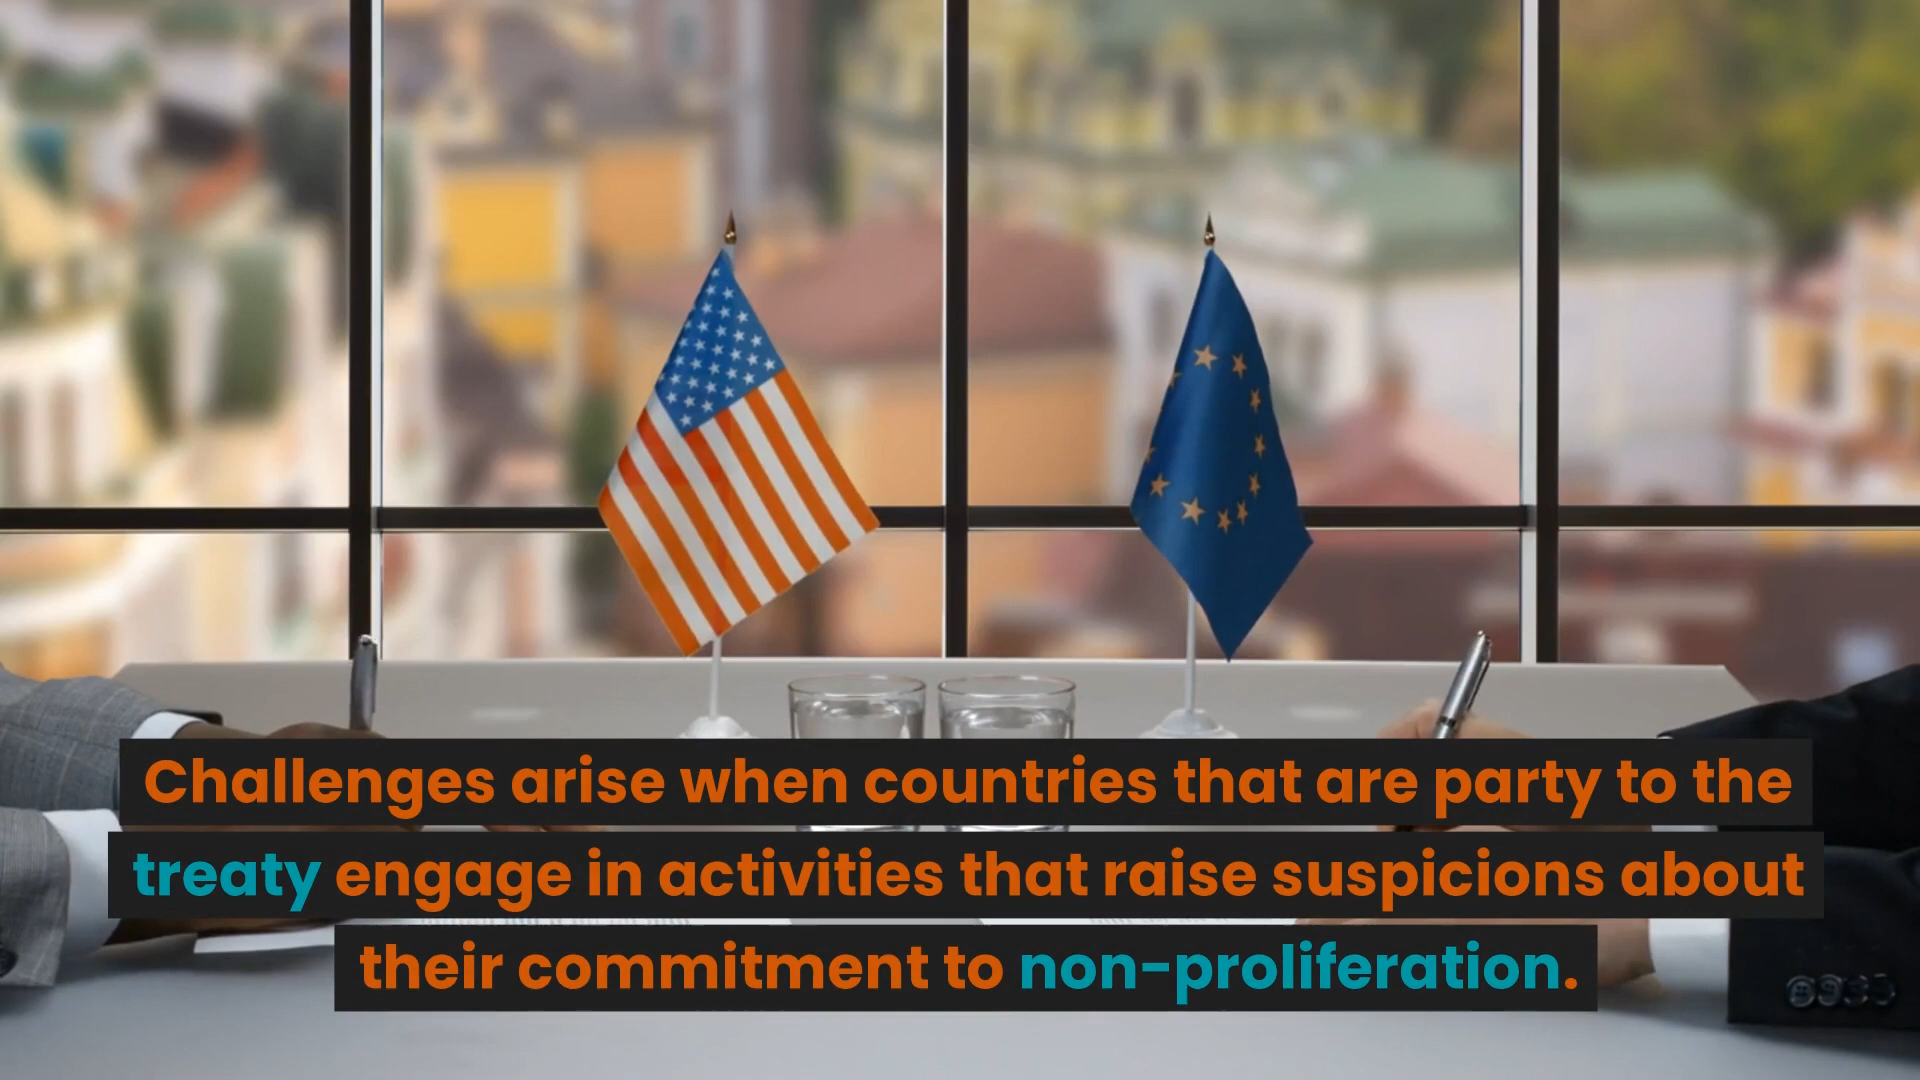 Challenges arise when countries that are party to the
treaty engage in activities that raise suspicions about
their commitment to non-proliferation.